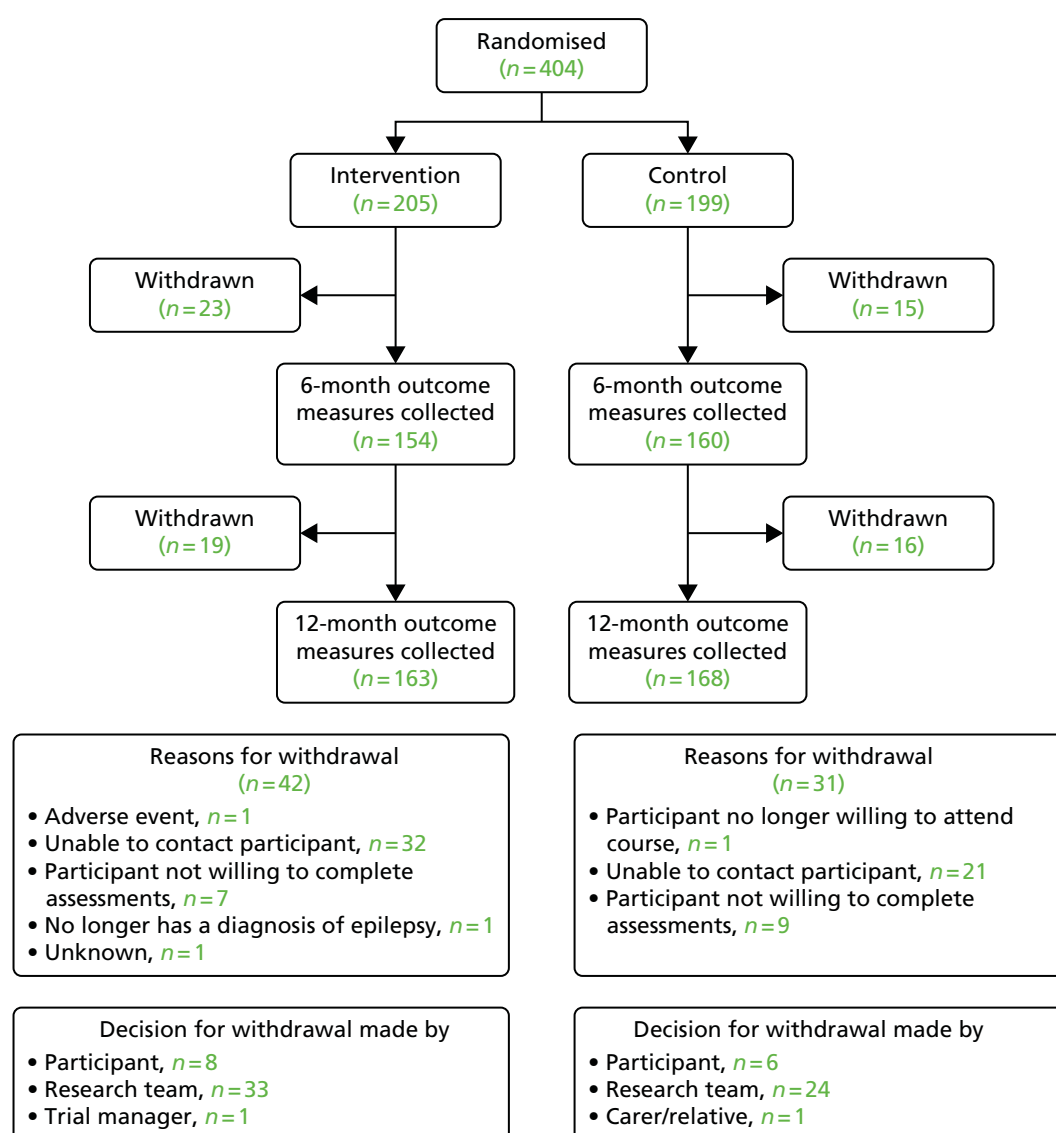 Randomised
(n=404)
Intervention
(n=205)
Control
(n=199)
Withdrawn
(n=23)
Withdrawn
(n=15)
6-month outcome
measures collected
(n=154)
6-month outcome
measures collected
(n=160)
Withdrawn
(n=19)
Withdrawn
(n=16)
12-month outcome
measures collected
(n=163)
12-month outcome
measures collected
(n=168)
Reasons for withdrawal
(n=42)
• Adverse event, n=1
• Unable to contact participant, n=32
• Participant not willing to complete
assessments, n=7
• No longer has a diagnosis of epilepsy, n=1
• Unknown, n=1
Reasons for withdrawal
(n=31)
• Participant no longer willing to attend
course, n=1
• Unable to contact participant, n=21
• Participant not willing to complete
assessments, n=9
Decision for withdrawal made by
• Participant, n=8
• Research team, n=33
• Trial manager, n=1
Decision for withdrawal made by
• Participant, n=6
• Research team, n=24
• Carer/relative, n=1